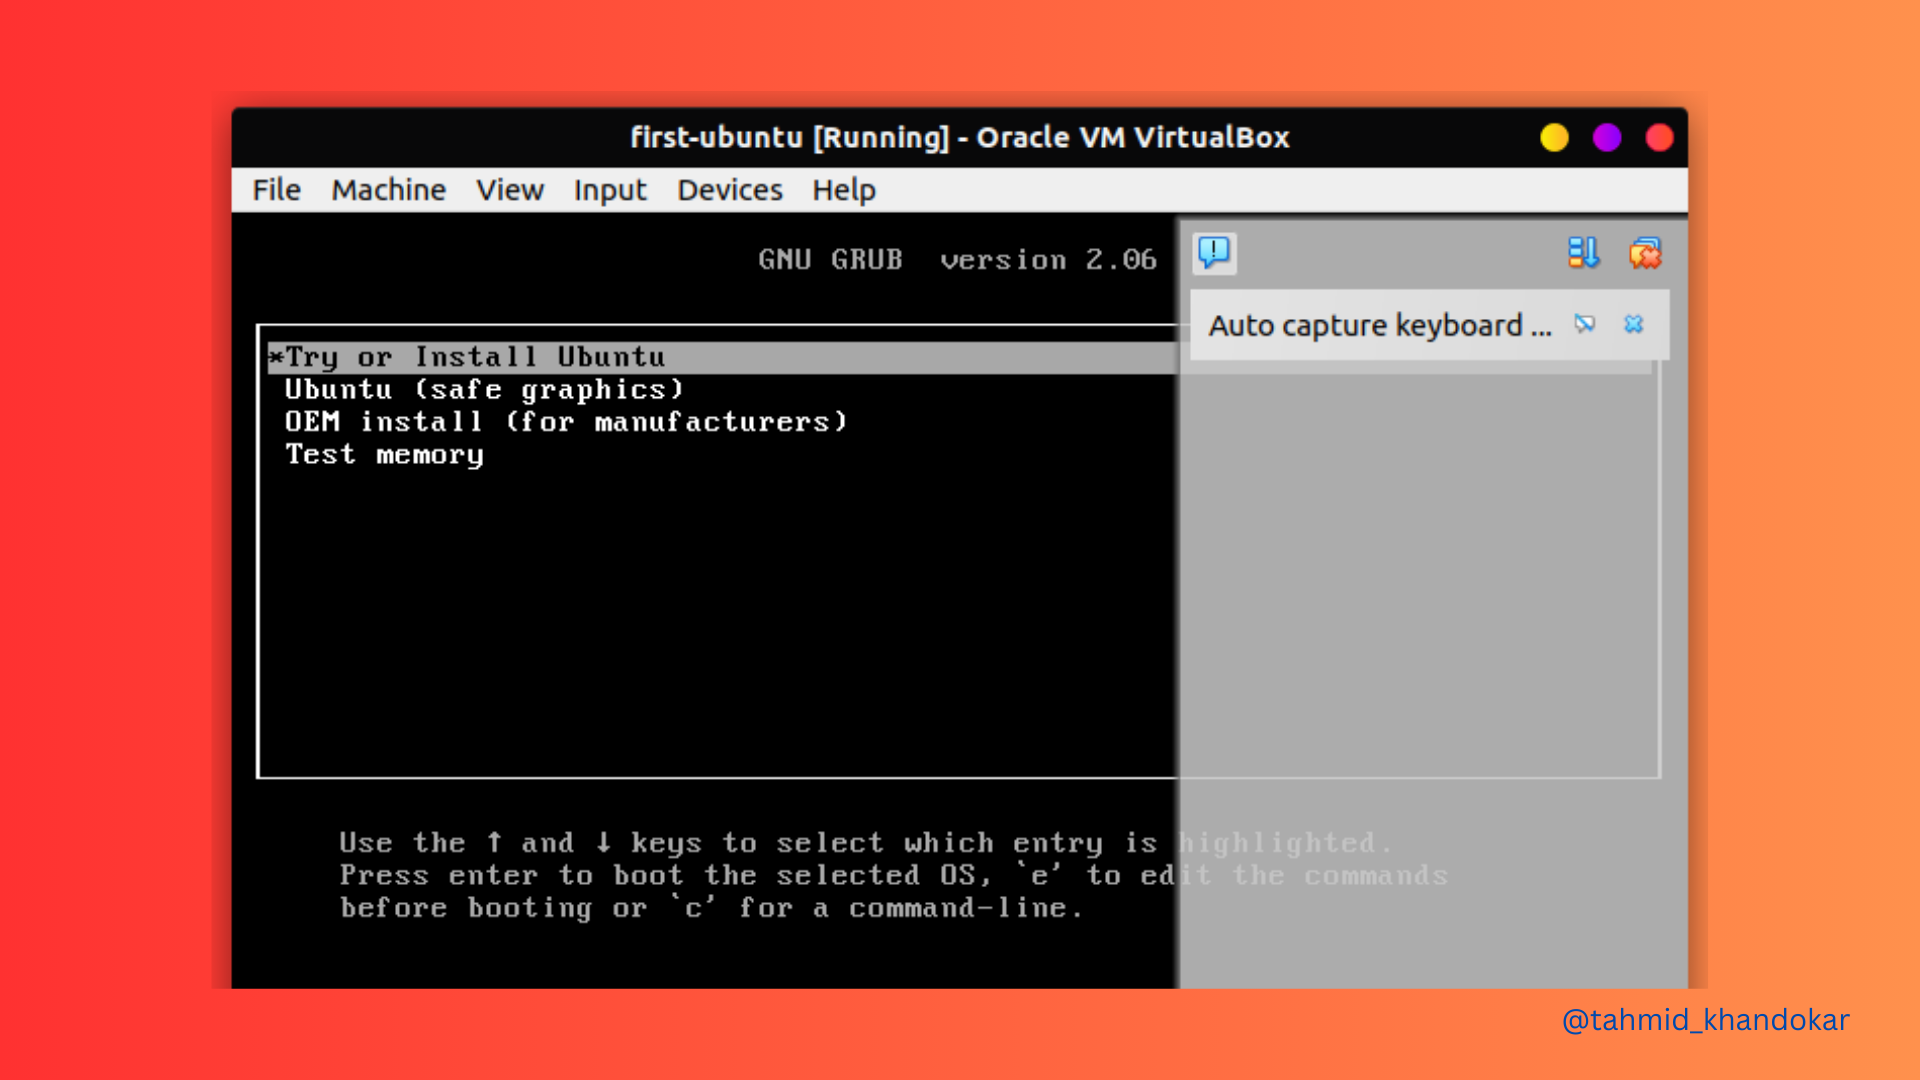 first-ubuntu [Running] - Oracle VM VirtualBox
File Machine View Input Devices Help
GNU GRUB version 2.06
Auto capture keyboard ...
*Try or Install Ubuntu
Ubuntu (safe graphics)
OEM install (for manufacturers)
Test memory
Use the ↑ and ↓ keys to select which entry is highlighted.
Press enter to boot the selected OS, `e' to edit the commands
before booting or `c' for a command-line.
@tahmid_khandokar